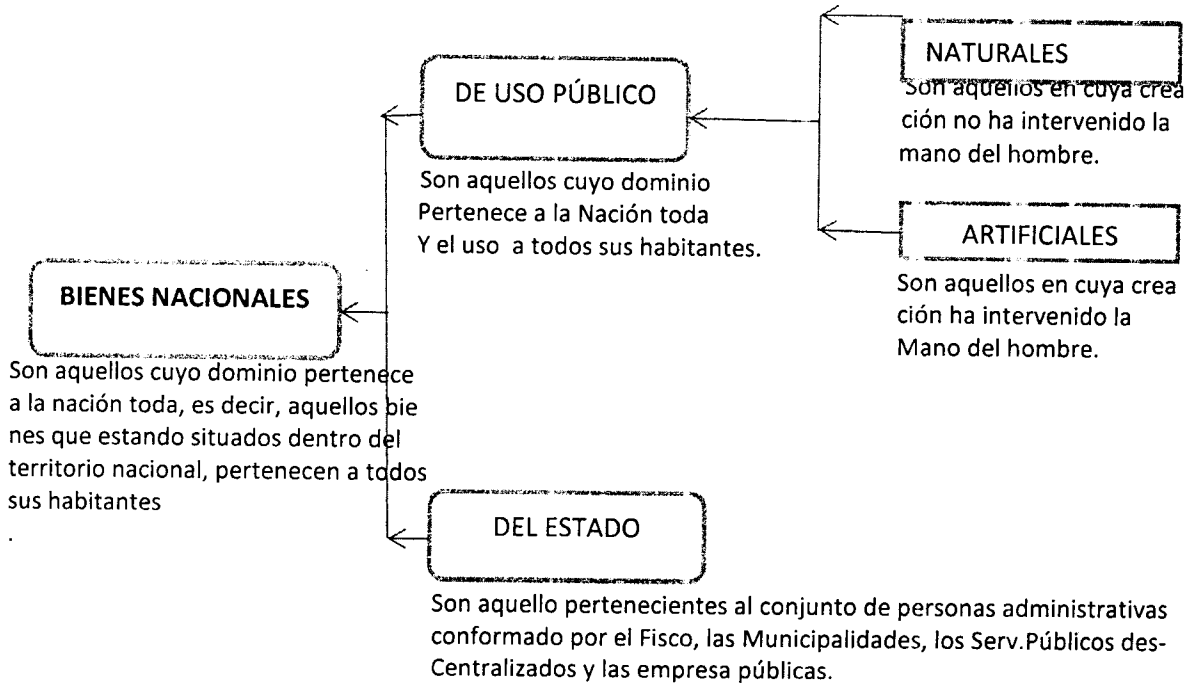 BIENES NACIONALES
Son aquellos cuyo dominio pertenece
a la nación toda, es decir, aquellos bie
nes que estando situados dentro del
territorio nacional, pertenecen a todos
sus habitantes
.
DE USO PÚBLICO
Son aquellos cuyo dominio
Pertenece a la Nación toda
Y el uso a todos sus habitantes.
NATURALES
Son aquellos en cuya crea
ción no ha intervenido la
mano del hombre.
ARTIFICIALES
Son aquellos en cuya crea
ción ha intervenido la
Mano del hombre.
DEL ESTADO
Son aquello pertenecientes al conjunto de personas administrativas
conformado por el Fisco, las Municipalidades, los Serv.Públicos des-
Centralizados y las empresa públicas.